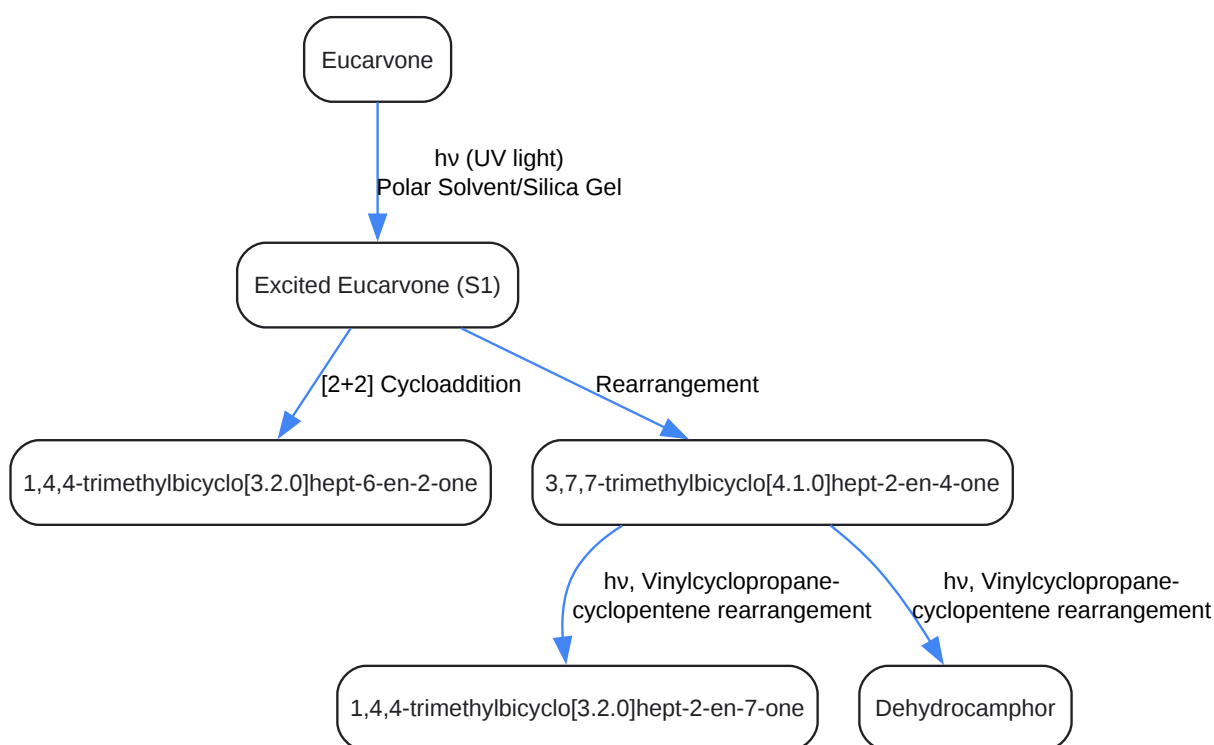 Eucarvone
hν (UV light)
Polar Solvent/Silica Gel
Excited Eucarvone (S1)
[2+2] Cycloaddition
Rearrangement
1,4,4-trimethylbicyclo[3.2.0]hept-6-en-2-one
3,7,7-trimethylbicyclo[4.1.0]hept-2-en-4-one
hν, Vinylcyclopropane-
cyclopentene rearrangement
hν, Vinylcyclopropane-
cyclopentene rearrangement
1,4,4-trimethylbicyclo[3.2.0]hept-2-en-7-one
Dehydrocamphor